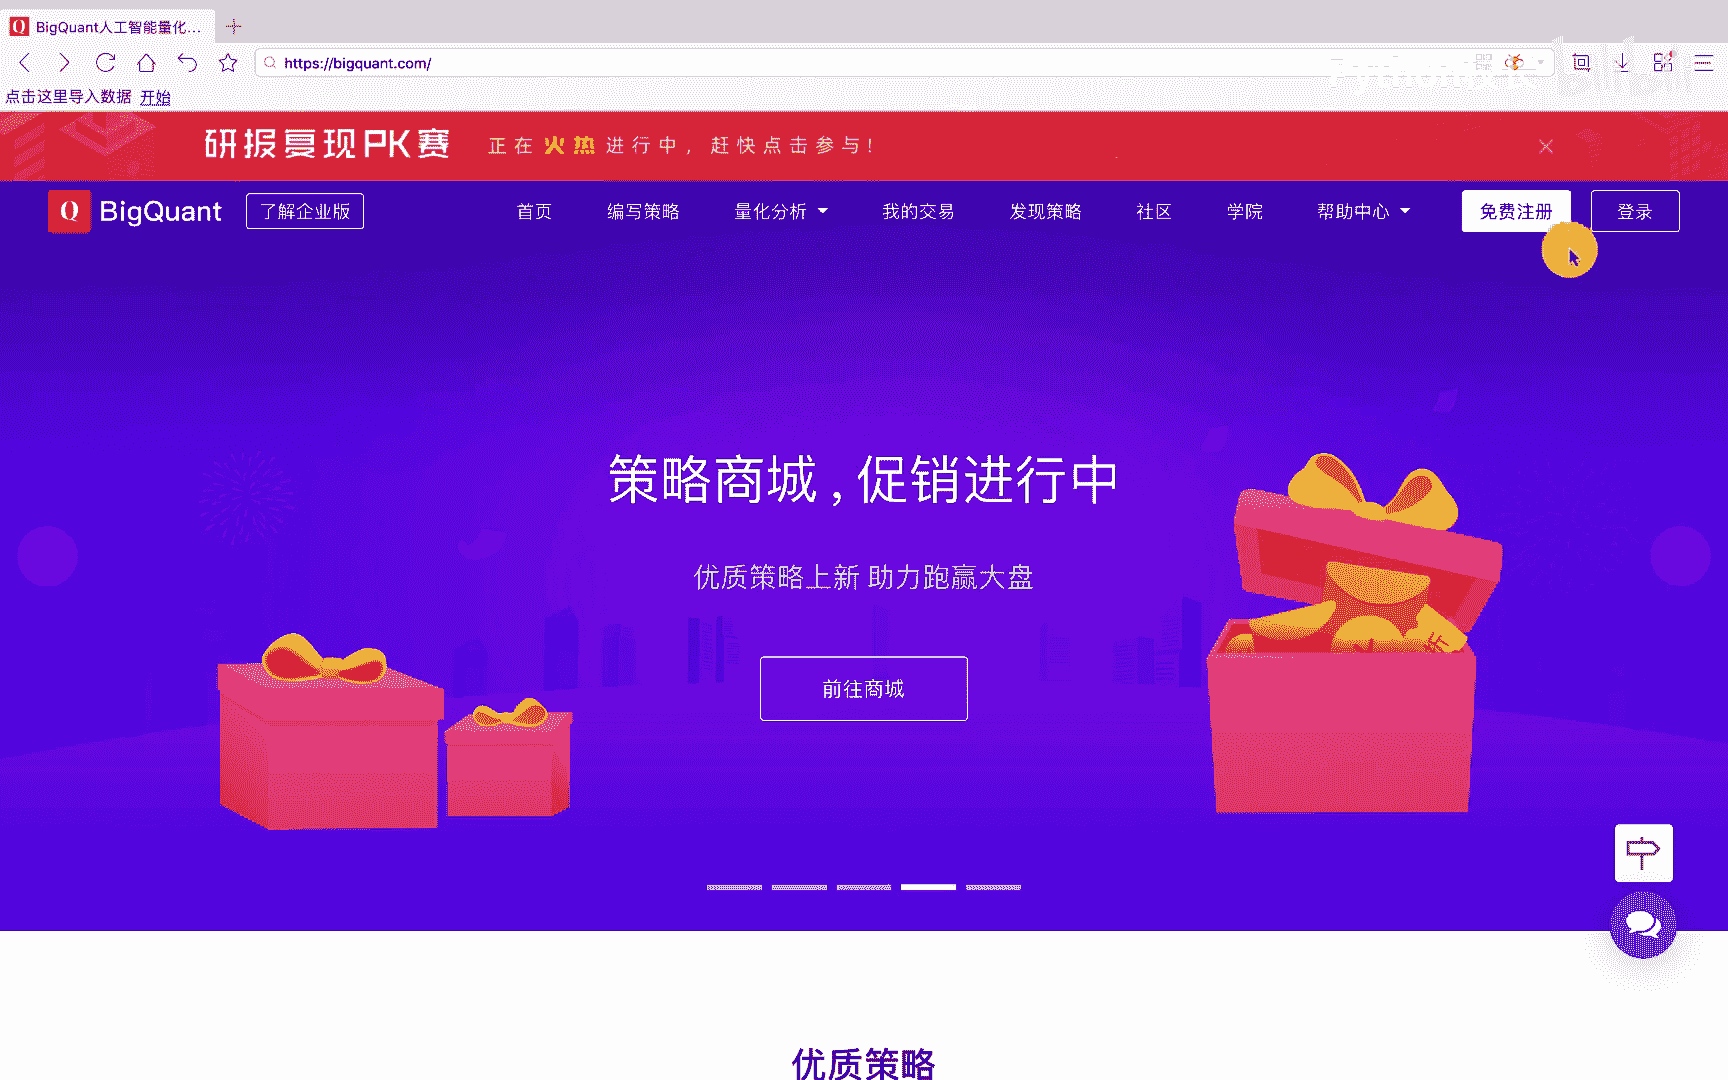 BigQuant人工智能量化...
https://bigquant.com/
点击这里导入数据 开始
研报复现PK赛 正在火热进行中，赶快点击参与！
Q BigQuant 了解企业版 首页 编写策略 量化分析 我的交易 发现策略 社区 学院 帮助中心 免费注册 登录
策略商城，促销进行中
优质策略上新 助力跑赢大盘
前往商城
优质策略